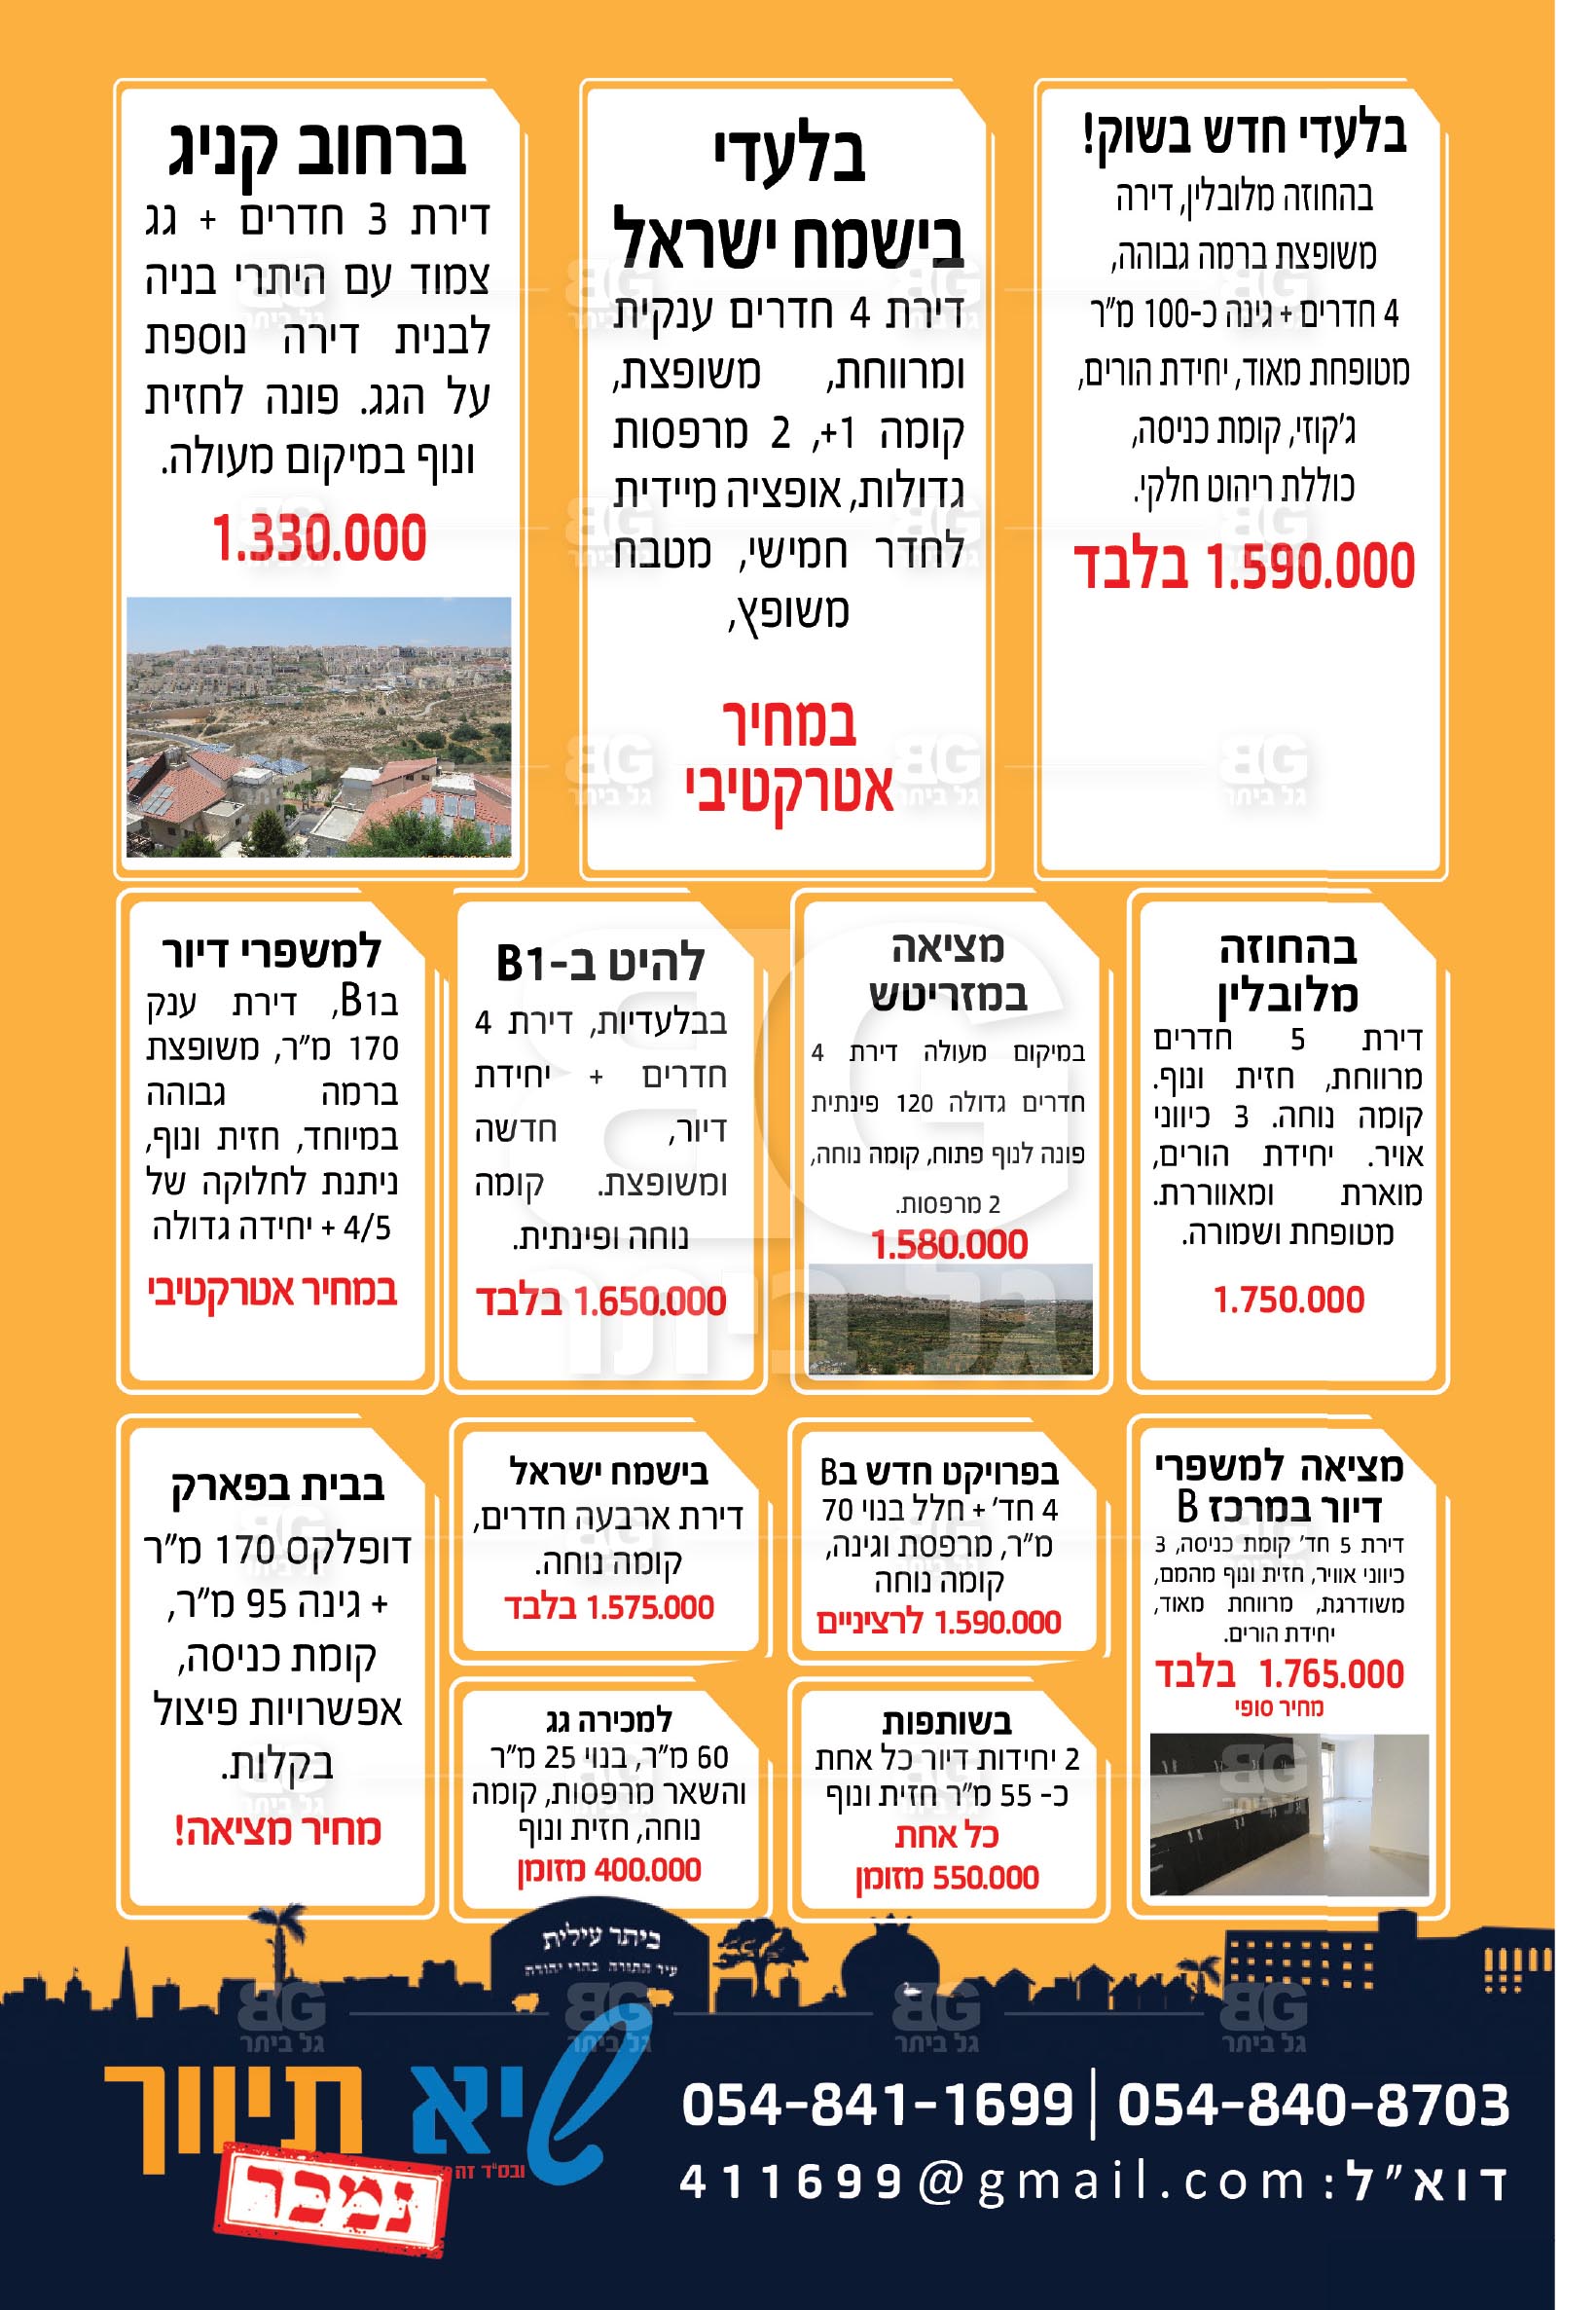 בלעדי חדש בשוק!
בהחוזה מלובלין, דירה
משופצת ברמה גבוהה,
4 חדרים + גינה כ-100 מ"ר
מטופחת מאוד, יחידת הורים,
ג'קוזי, קומת כניסה,
כוללת ריהוט חלקי.
1.590.000 בלבד
בלעדי
בישמח ישראל
דירת 4 חדרים ענקית
ומרווחת, משופצת,
קומה 1+, 2 מרפסות
גדולות, אופציה מיידית
לחדר חמישי, מטבח
משופץ,
במחיר
אטרקטיבי
ברחוב קניג
דירת 3 חדרים + גג
צמוד עם היתרי בניה
לבנית דירה נוספת
על הגג. פונה לחזית
ונוף במיקום מעולה.
1.330.000
בהחוזה
מלובלין
דירת 5 חדרים
מרווחת, חזית ונוף.
קומה נוחה. 3 כיווני
אויר. יחידת הורים,
מוארת ומאווררת.
מטופחת ושמורה.
1.750.000
מציאה
במזריטש
במיקום מעולה דירת 4
חדרים גדולה 120 פינתית
פונה לנוף פתוח, קומה נוחה,
2 מרפסות.
1.580.000
להיט ב-B1
בבלעדיות, דירת 4
חדרים + יחידת
דיור, חדשה
ומשופצת. קומה
נוחה ופינתית.
1.650.000 בלבד
למשפרי דיור
בB1, דירת ענק
170 מ"ר, משופצת
ברמה גבוהה
במיוחד, חזית ונוף,
ניתנת לחלוקה של
4/5 + יחידה גדולה
במחיר אטרקטיבי
מציאה למשפרי
דיור במרכז B
דירת 5 חד' קומת כניסה, 3
כיווני אוויר, חזית ונוף מהמם,
משודרגת, מרווחת מאוד,
יחידת הורים.
1.765.000 בלבד
מחיר סופי
בפרויקט חדש בB
4 חד' + חלל בנוי 70
מ"ר, מרפסת וגינה,
קומה נוחה
1.590.000 לרציניים
בישמח ישראל
דירת ארבעה חדרים,
קומה נוחה.
1.575.000 בלבד
בשותפות
2 יחידות דיור כל אחת
כ- 55 מ"ר חזית ונוף
כל אחת
550.000 מזומן
למכירה גג
60 מ"ר, בנוי 25 מ"ר
והשאר מרפסות, קומה
נוחה, חזית ונוף
400.000 מזומן
בבית בפארק
דופלקס 170 מ"ר
+ גינה 95 מ"ר,
קומת כניסה,
אפשרויות פיצול
בקלות.
מחיר מציאה!
ביתר עילית
עיר התורה בהרי יהודה
שיא תיווך
ובס"ד זה
נמכר
054-841-1699 | 054-840-8703
דוא"ל: 411699@gmail.com
BG
גל ביתר